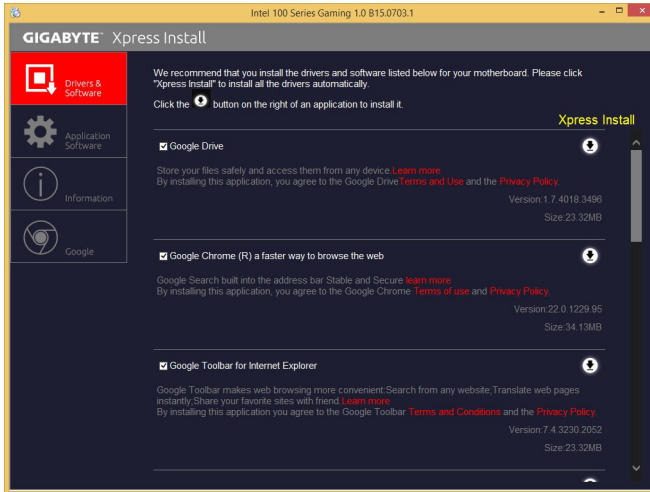 Intel 100 Series Gaming 1.0 B15.0703.1
GIGABYTE™ Xpress Install
Drivers &
Software
Application
Software
Information
Google
We recommend that you install the drivers and software listed below for your motherboard. Please click
"Xpress Install" to install all the drivers automatically.
Click the button on the right of an application to install it.
Xpress Install
Google Drive
Store your files safely and access them from any device.Learn more
By installing this application, you agree to the Google DriveTerms and Use and the Privacy Policy.
Version:1.7.4018.3496
Size:23.32MB
Google Chrome (R) a faster way to browse the web
Google Search built into the address bar Stable and Secure learn more
By installing this application, you agree to the Google Chrome Terms of use and Privacy Policy.
Version:22.0.1229.95
Size:34.13MB
Google Toolbar for Internet Explorer
Google Toolbar makes web browsing more convenient:Search from any website;Translate web pages
instantly;Share your favorite sites with friend.Learn more
By installing this application you agree to the Google Toolbar Terms and Conditions and the Privacy Policy.
Version:7.4.3230.2052
Size:23.32MB